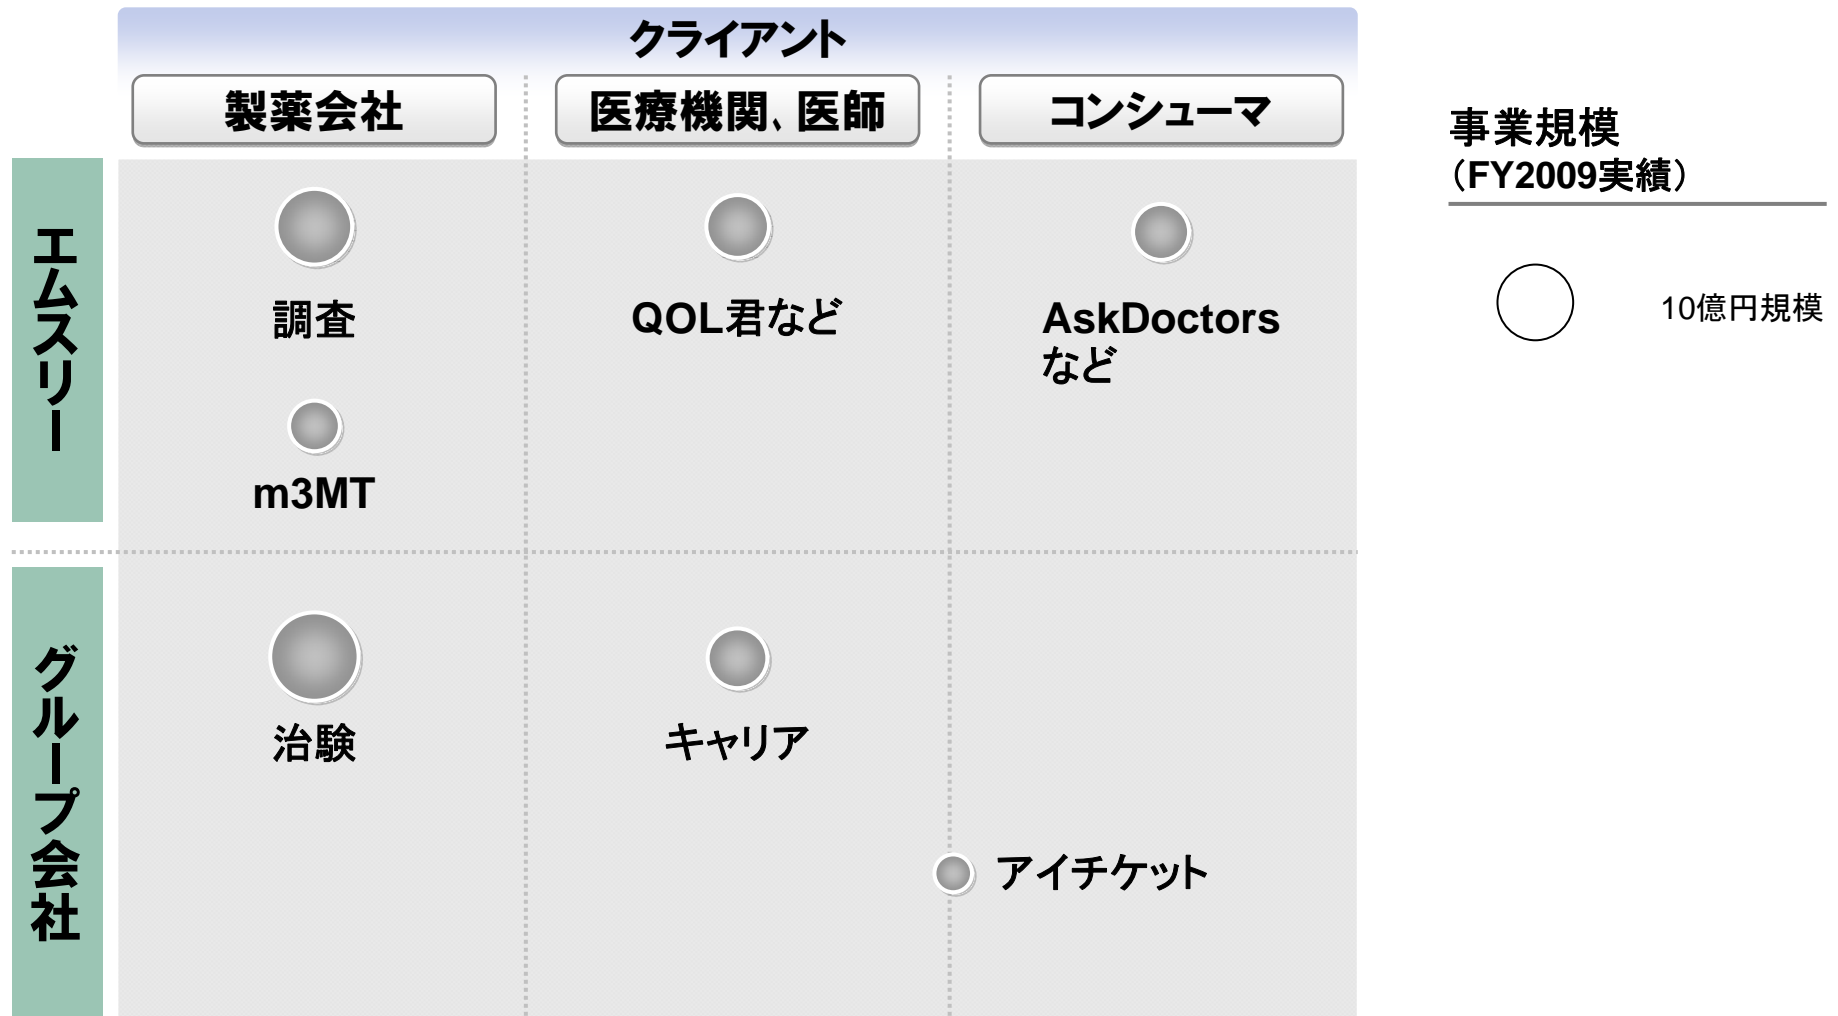 クライアント
製薬会社
医療機関、医師
コンシューマ
事業規模
（FY2009実績）
10億円規模
エムスリー
調査
QOL君など
AskDoctors
など
m3MT
グループ会社
治験
キャリア
アイチケット